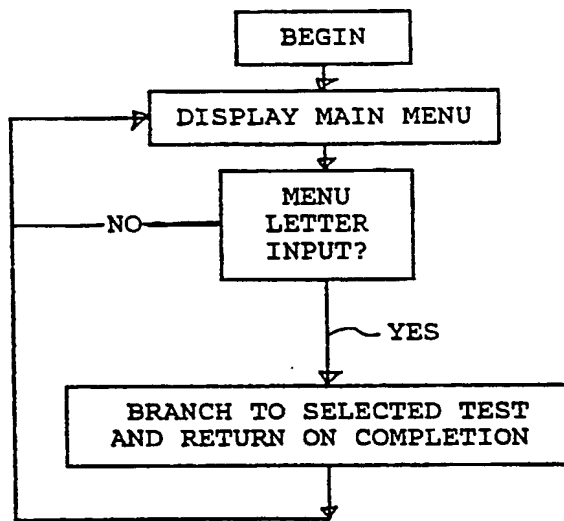 BEGIN
DISPLAY MAIN MENU
MENU
LETTER
INPUT?
NO
YES
BRANCH TO SELECTED TEST
AND RETURN ON COMPLETION